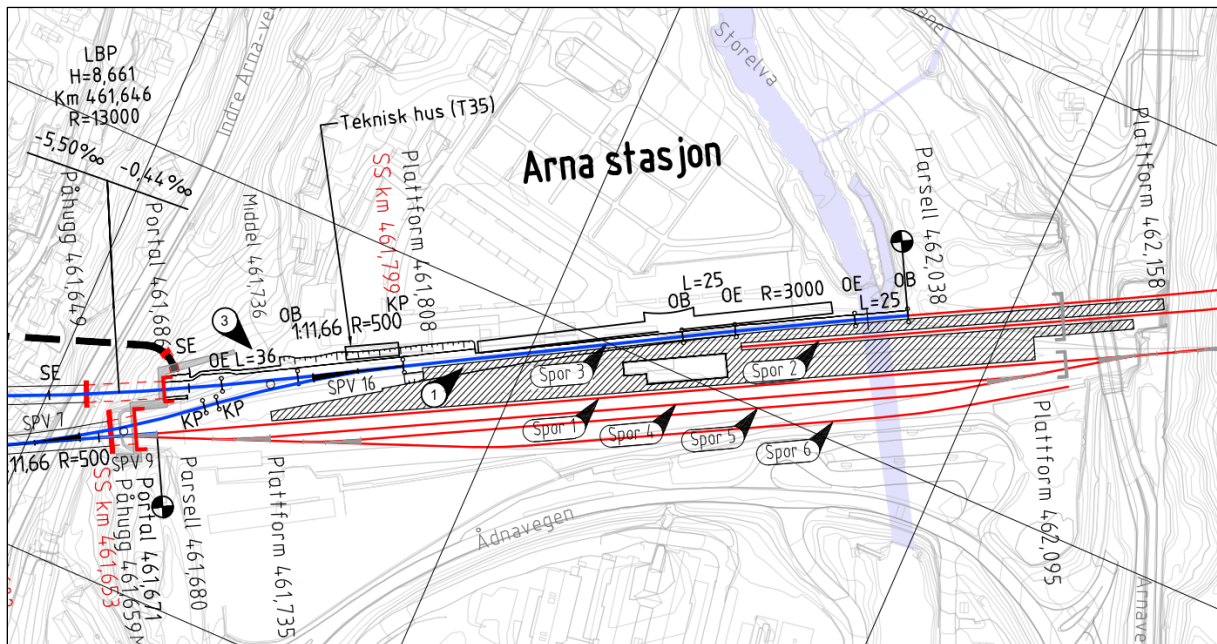 LBP
H=8,661
Km 461,646
R=13000
-5,50‰
-0,44‰
Påhugg 461,649
Portal 461,686
Indre Arna-ve
Middel 461,736
Teknisk hus (T35)
SS km 461,799
Plattform 461,808
Arna stasjon
Storelva
ane
Parsell 462,038
Plattform 462,158
SE
SE
3
OE
L=36
OB
1:11,66
R=500
KP
SPV 16
KP
KP
1
L=25
OB
OE
R=3000
OE
L=25
OB
Spor 3
Spor 2
Spor 1
Spor 4
Spor 5
Spor 6
SPV 7
11,66
R=500
SPV 9
SS km 461,653
Påhugg 461,659
Portal 461,671
Parsell 461,680
Plattform 461,735
Ådnavegen
Plattform 462,095
Arnaveg